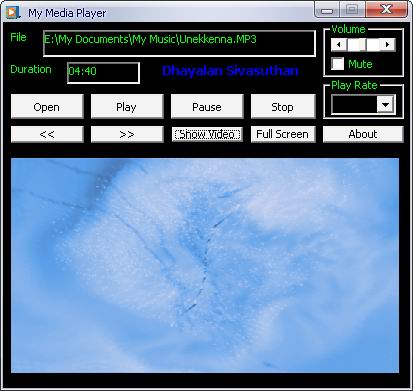 My Media Player
File E:\My Documents\My Music\Unekkenna.MP3 Volume
Duration 04:40 Dhayalan Sivasuthan Mute
Play Rate
Open Play Pause Stop
<< >> Show Video Full Screen About